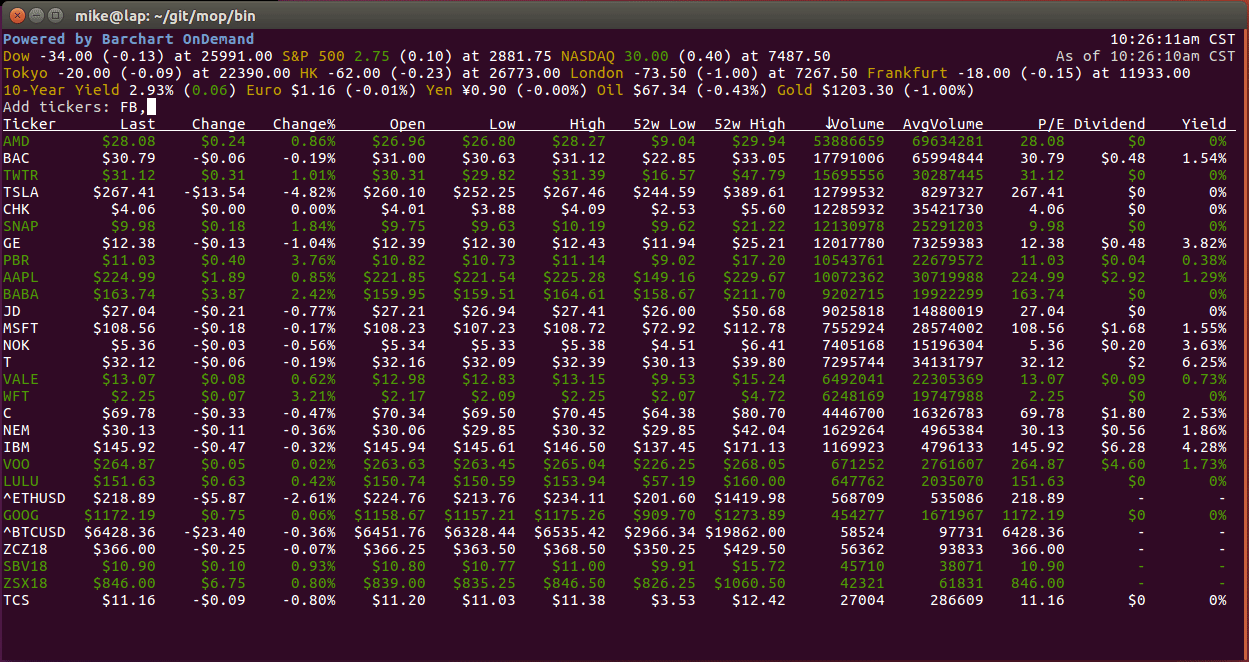 mike@lap: ~/git/mop/bin
Powered by Barchart OnDemand 10:26:11am CST
Dow -34.00 (-0.13) at 25991.00 S&P 500 2.75 (0.10) at 2881.75 NASDAQ 30.00 (0.40) at 7487.50 As of 10:26:10am CST
Tokyo -20.00 (-0.09) at 22390.00 HK -62.00 (-0.23) at 26773.00 London -73.50 (-1.00) at 7267.50 Frankfurt -18.00 (-0.15) at 11933.00
10-Year Yield 2.93% (0.06) Euro $1.16 (-0.01%) Yen ¥0.90 (-0.00%) Oil $67.34 (-0.43%) Gold $1203.30 (-1.00%)
Add tickers: FB,
Ticker Last Change Change% Open Low High 52w Low 52w High ↓Volume AvgVolume P/E Dividend Yield
AMD $28.08 $0.24 0.86% $26.96 $26.80 $28.27 $9.04 $29.94 53886659 69634281 28.08 $0 0%
BAC $30.79 -$0.06 -0.19% $31.00 $30.63 $31.12 $22.85 $33.05 17791006 65994844 30.79 $0.48 1.54%
TWTR $31.12 $0.31 1.01% $30.31 $29.82 $31.39 $16.57 $47.79 15695556 30287445 31.12 $0 0%
TSLA $267.41 -$13.54 -4.82% $260.10 $252.25 $267.46 $244.59 $389.61 12799532 8297327 267.41 $0 0%
CHK $4.06 $0.00 0.00% $4.01 $3.88 $4.09 $2.53 $5.60 12285932 35421730 4.06 $0 0%
SNAP $9.98 $0.18 1.84% $9.75 $9.63 $10.19 $9.62 $21.22 12130978 25291203 9.98 $0 0%
GE $12.38 -$0.13 -1.04% $12.39 $12.30 $12.43 $11.94 $25.21 12017780 73259383 12.38 $0.48 3.82%
PBR $11.03 $0.40 3.76% $10.82 $10.73 $11.14 $9.02 $17.20 10543761 22679572 11.03 $0.04 0.38%
AAPL $224.99 $1.89 0.85% $221.85 $221.54 $225.28 $149.16 $229.67 10072362 30719988 224.99 $2.92 1.29%
BABA $163.74 $3.87 2.42% $159.95 $159.51 $164.61 $158.67 $211.70 9202715 19922299 163.74 $0 0%
JD $27.04 -$0.21 -0.77% $27.21 $26.94 $27.41 $26.00 $50.68 9025818 14880019 27.04 $0 0%
MSFT $108.56 -$0.18 -0.17% $108.23 $107.23 $108.72 $72.92 $112.78 7552924 28574002 108.56 $1.68 1.55%
NOK $5.36 -$0.03 -0.56% $5.34 $5.33 $5.38 $4.51 $6.41 7405168 15196304 5.36 $0.20 3.63%
T $32.12 -$0.06 -0.19% $32.16 $32.09 $32.39 $30.13 $39.80 7295744 34131797 32.12 $2 6.25%
VALE $13.07 $0.08 0.62% $12.98 $12.83 $13.15 $9.53 $15.24 6492041 22305369 13.07 $0.09 0.73%
WFT $2.25 $0.07 3.21% $2.17 $2.09 $2.25 $2.07 $4.72 6248169 19747988 2.25 $0 0%
C $69.78 -$0.33 -0.47% $70.34 $69.50 $70.45 $64.38 $80.70 4446700 16326783 69.78 $1.80 2.53%
NEM $30.13 -$0.11 -0.36% $30.06 $29.85 $30.32 $29.85 $42.04 1629264 4965384 30.13 $0.56 1.86%
IBM $145.92 -$0.47 -0.32% $145.94 $145.61 $146.50 $137.45 $171.13 1169923 4796133 145.92 $6.28 4.28%
VOO $264.87 $0.05 0.02% $263.63 $263.45 $265.04 $226.25 $268.05 671252 2761607 264.87 $4.60 1.73%
LULU $151.63 $0.63 0.42% $150.74 $150.59 $153.94 $57.19 $160.00 647762 2035070 151.63 $0 0%
^ETHUSD $218.89 -$5.87 -2.61% $224.76 $213.76 $234.11 $201.60 $1419.98 568709 535086 218.89 - -
GOOG $1172.19 $0.75 0.06% $1158.67 $1157.21 $1175.26 $909.70 $1273.89 454277 1671967 1172.19 $0 0%
^BTCUSD $6428.36 -$23.40 -0.36% $6451.76 $6328.44 $6535.42 $2966.34 $19862.00 58524 97731 6428.36 - -
ZCZ18 $366.00 -$0.25 -0.07% $366.25 $363.50 $368.50 $350.25 $429.50 56362 93833 366.00 - -
SBV18 $10.90 $0.10 0.93% $10.80 $10.77 $11.00 $9.91 $15.72 45710 38071 10.90 - -
ZSX18 $846.00 $6.75 0.80% $839.00 $835.25 $846.50 $826.25 $1060.50 42321 61831 846.00 - -
TCS $11.16 -$0.09 -0.80% $11.20 $11.03 $11.38 $3.53 $12.42 27004 286609 11.16 $0 0%